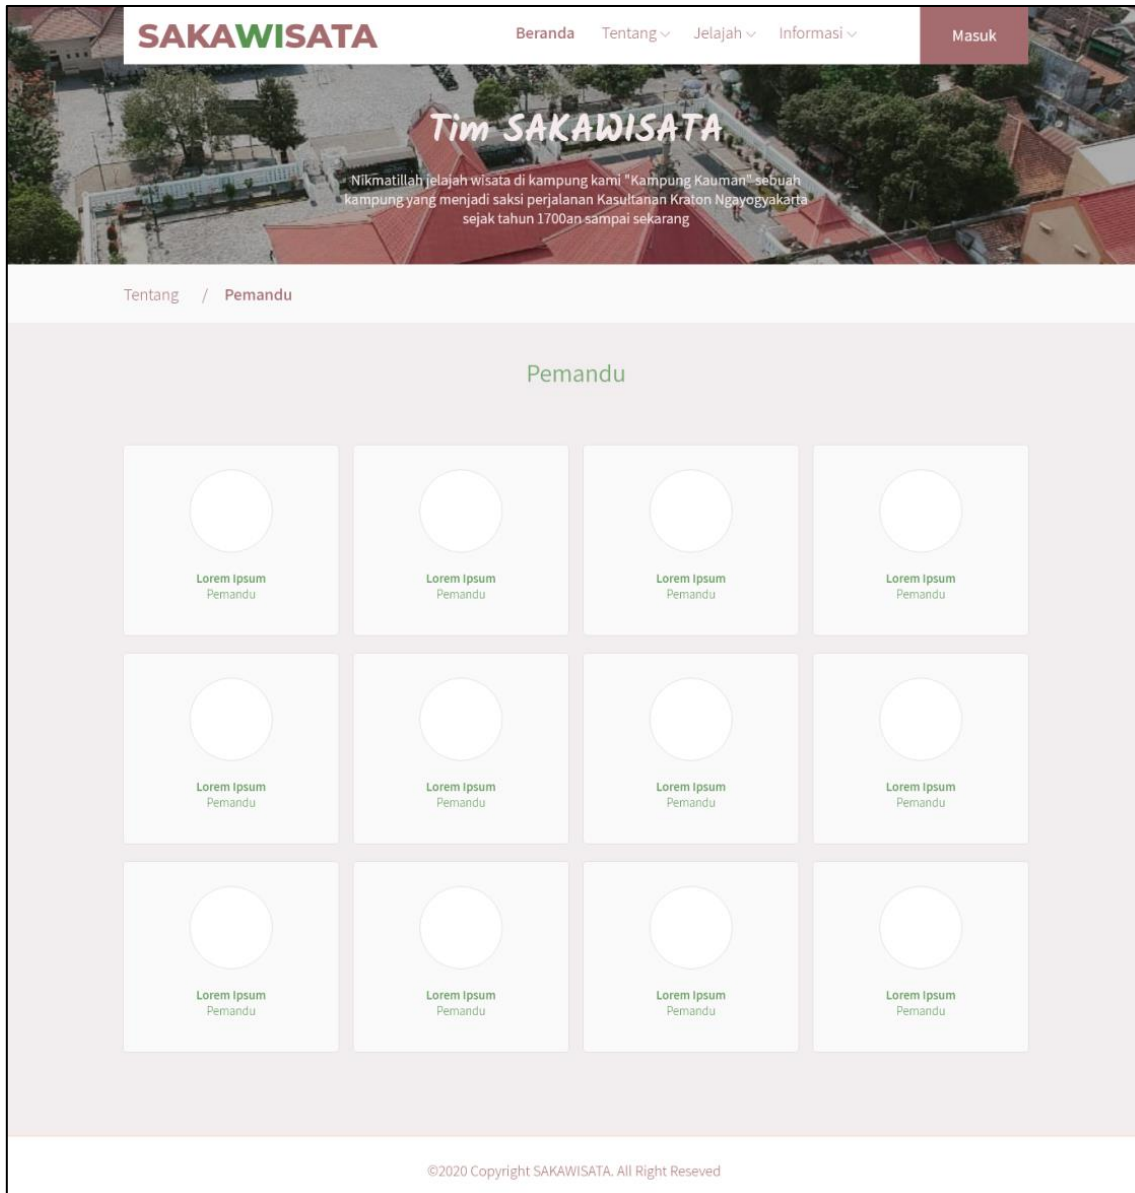 SAKAWISATA
Beranda Tentang Jelajah Informasi Masuk
Tim SAKAWISATA
Nikmatillah jelajah wisata di kampung kami "Kampung Kauman" sebuah
kampung yang menjadi saksi perjalanan Kasultanan Kraton Ngayogyakarta
sejak tahun 1700an sampai sekarang
Tentang / Pemandu
Pemandu
Lorem Ipsum Lorem Ipsum Lorem Ipsum Lorem Ipsum
Pemandu Pemandu Pemandu Pemandu
Lorem Ipsum Lorem Ipsum Lorem Ipsum Lorem Ipsum
Pemandu Pemandu Pemandu Pemandu
Lorem Ipsum Lorem Ipsum Lorem Ipsum Lorem Ipsum
Pemandu Pemandu Pemandu Pemandu
©2020 Copyright SAKAWISATA. All Right Reseved